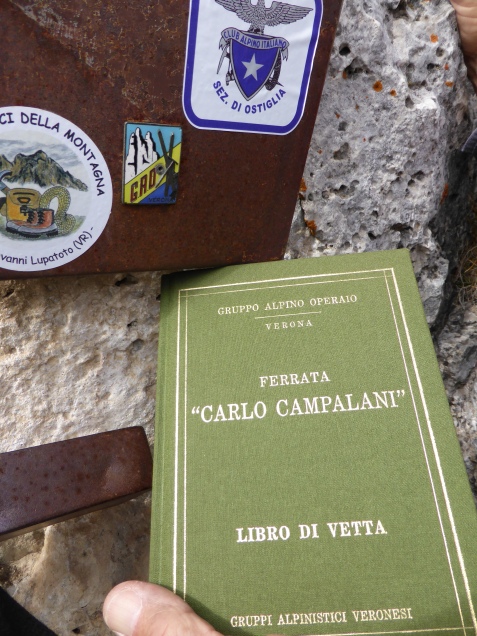 CLUB ALPINO ITALIANO
SEZ. DI OSTIGLIA
CI DELLA MONTAGNA
vanni Lupatoto (VR) -
GAO
GRUPPO ALPINO OPERAIO
VERONA
FERRATA
“CARLO CAMPALANI”
LIBRO DI VETTA
GRUPPI ALPINISTICI VERONESI